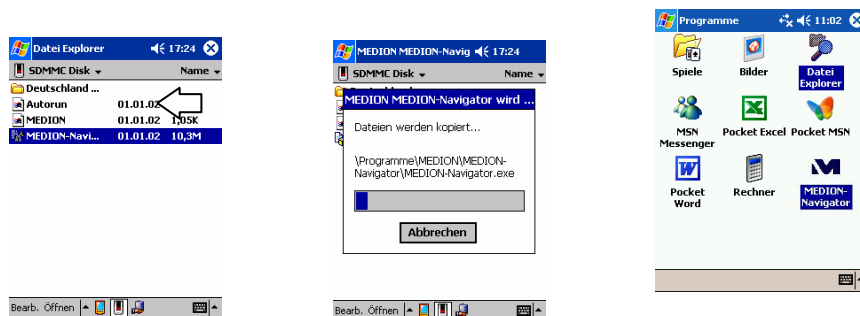 Datei Explorer 17:24
SDMMC Disk Name
Deutschland ...
Autorun 01.01.02
MEDION 01.01.02 1,05K
MEDION-Navi... 01.01.02 10,3M
Bearb. Öffnen
MEDION MEDION-Navig 17:24
SDMMC Disk Name
MEDION MEDION-Navigator wird ...
Dateien werden kopiert...
\Programme\MEDION\MEDION-
Navigator\MEDION-Navigator.exe
Abbrechen
Bearb. Öffnen
Programme 11:02
Spiele Bilder Datei
Explorer
MSN Pocket Excel Pocket MSN
Messenger
Pocket Rechner MEDION-
Word Navigator